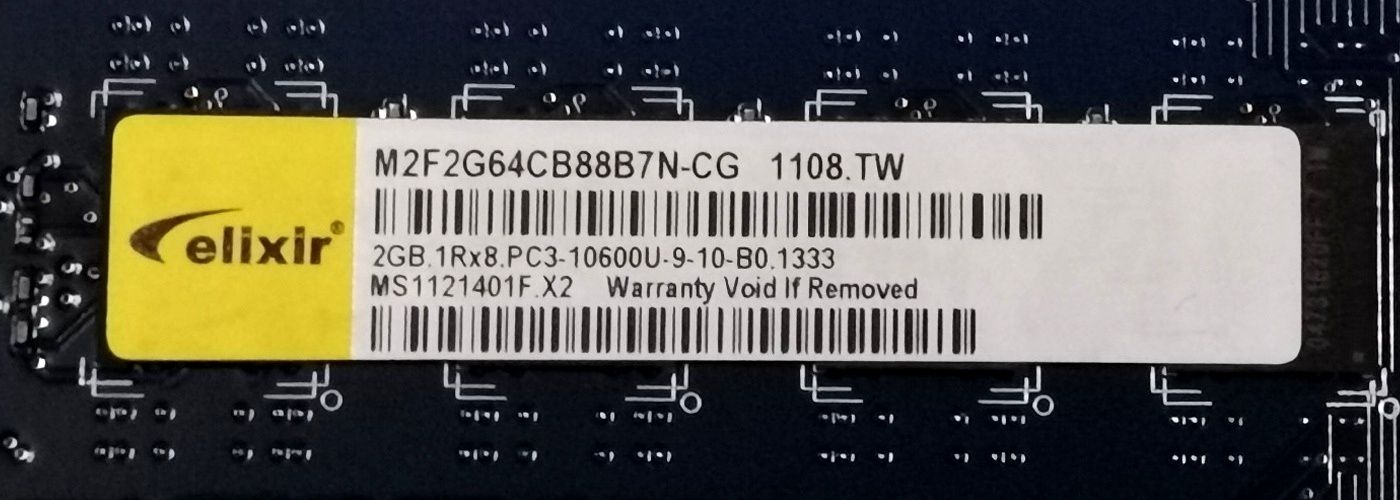 M2F2G64CB88B7N-CG 1108.TW
elixir®
2GB.1Rx8.PC3-10600U-9-10-B0.1333
MS1121401F.X2 Warranty Void If Removed